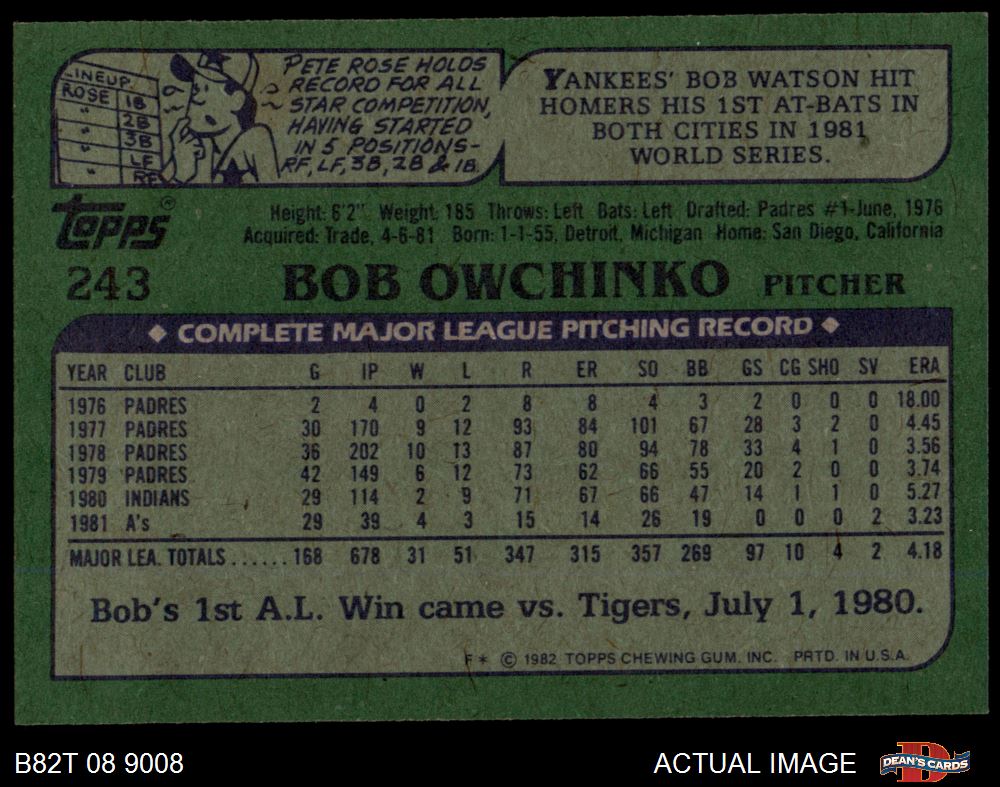 LINEUP
ROSE 1B
" 2B
" 3B
" LF
" RF
PETE ROSE HOLDS
RECORD FOR ALL
STAR COMPETITION,
HAVING STARTED
IN 5 POSITIONS-
RF, LF, 3B, 2B & 1B.
YANKEES' BOB WATSON HIT
HOMERS HIS 1ST AT-BATS IN
BOTH CITIES IN 1981
WORLD SERIES.
topps®
Height: 6'2" Weight: 185 Throws: Left Bats: Left Drafted: Padres #1-June, 1976
Acquired: Trade, 4-6-81 Born: 1-1-55, Detroit, Michigan Home: San Diego, California
243 BOB OWCHINKO PITCHER
◆ COMPLETE MAJOR LEAGUE PITCHING RECORD ◆
YEAR CLUB G IP W L R ER SO BB GS CG SHO SV ERA
1976 PADRES 2 4 0 2 8 8 4 3 2 0 0 0 18.00
1977 PADRES 30 170 9 12 93 84 101 67 28 3 2 0 4.45
1978 PADRES 36 202 10 13 87 80 94 78 33 4 1 0 3.56
1979 PADRES 42 149 6 12 73 62 66 55 20 2 0 0 3.74
1980 INDIANS 29 114 2 9 71 67 66 47 14 1 1 0 5.27
1981 A's 29 39 4 3 15 14 26 19 0 0 0 2 3.23
MAJOR LEA. TOTALS...... 168 678 31 51 347 315 357 269 97 10 4 2 4.18
Bob's 1st A.L. Win came vs. Tigers, July 1, 1980.
F * © 1982 TOPPS CHEWING GUM, INC. PRTD. IN U.S.A.
B82T 08 9008
ACTUAL IMAGE
DEAN'S CARDS